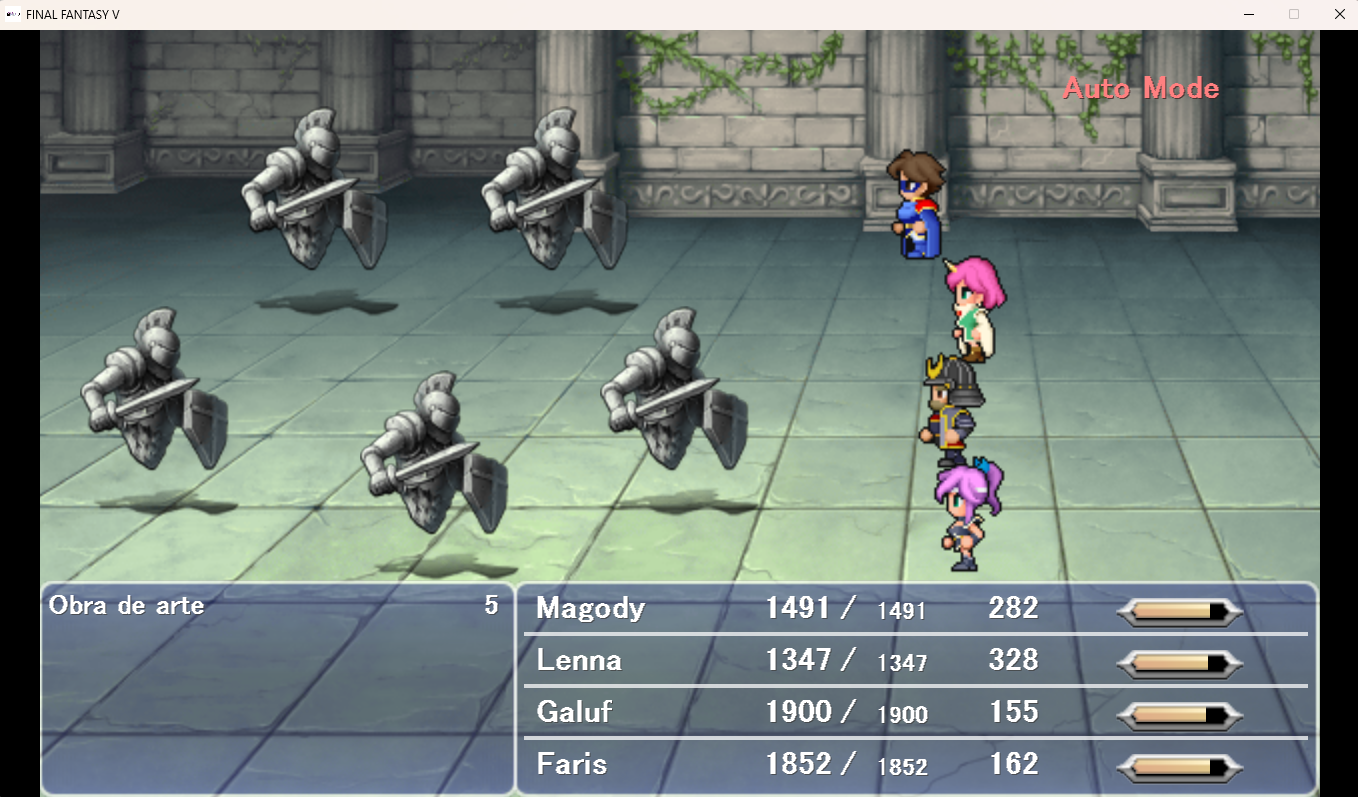 FINAL FANTASY V
Auto Mode
Obra de arte 5
Magody 1491 / 1491 282
Lenna 1347 / 1347 328
Galuf 1900 / 1900 155
Faris 1852 / 1852 162